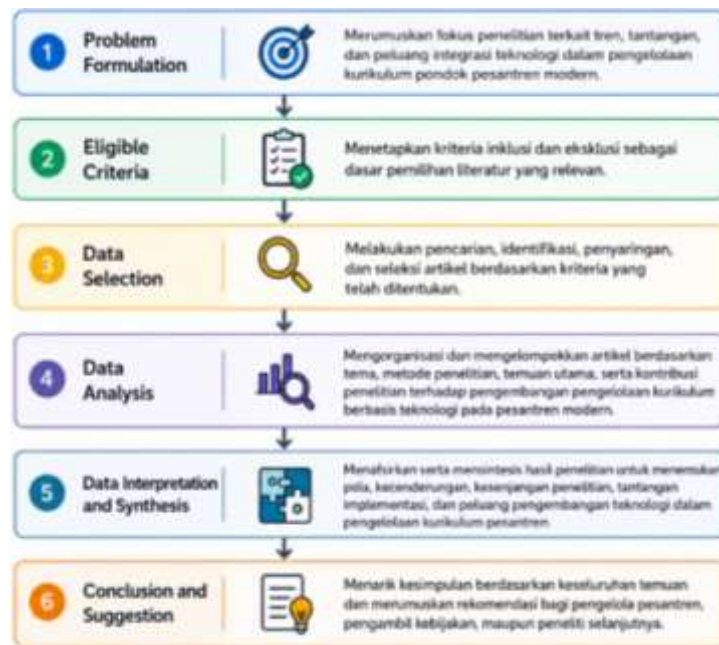 1
Problem
Formulation
Merumuskan fokus penelitian terkait tren, tantangan,
dan peluang integrasi teknologi dalam pengelolaan
kurikulum pondok pesantren modern.
2
Eligible
Criteria
Menetapkan kriteria inklusi dan eksklusi sebagai
dasar pemilihan literatur yang relevan.
3
Data
Selection
Melakukan pencarian, identifikasi, penyaringan,
dan seleksi artikel berdasarkan kriteria yang
telah ditentukan.
4
Data
Analysis
Mengorganisasi dan mengelompokkan artikel berdasarkan
tema, metode penelitian, temuan utama, serta kontribusi
penelitian terhadap pengembangan pengelolaan kurikulum
berbasis teknologi pada pesantren modern.
5
Data Interpretation
and Synthesis
Menafsirkan serta mensintesis hasil penelitian untuk menemukan
pola, kecenderungan, kesenjangan penelitian, tantangan
implementasi, dan peluang pengembangan teknologi dalam
pengelolaan kurikulum pesantren.
6
Conclusion and
Suggestion
Menarik kesimpulan berdasarkan keseluruhan temuan
dan merumuskan rekomendasi bagi pengelola pesantren,
pengambil kebijakan, maupun peneliti selanjutnya.